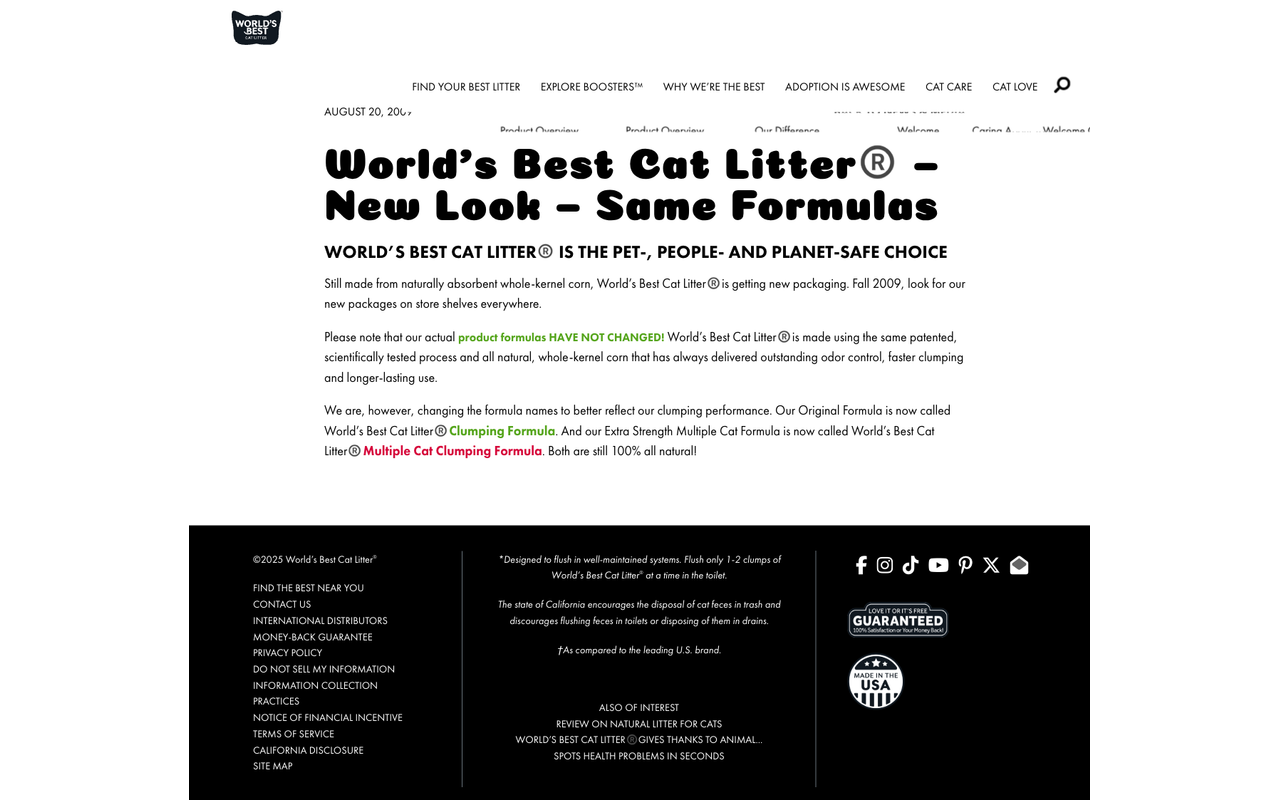 WORLD'S
BEST
CAT LITTER
FIND YOUR BEST LITTER EXPLORE BOOSTERS™ WHY WE'RE THE BEST ADOPTION IS AWESOME CAT CARE CAT LOVE
AUGUST 20, 2009
Product Overview Product Overview Our Difference Welcome Caring Welcome
World's Best Cat Litter® –
New Look – Same Formulas
WORLD'S BEST CAT LITTER® IS THE PET-, PEOPLE- AND PLANET-SAFE CHOICE
Still made from naturally absorbent whole-kernel corn, World's Best Cat Litter® is getting new packaging. Fall 2009, look for our
new packages on store shelves everywhere.
Please note that our actual product formulas HAVE NOT CHANGED! World's Best Cat Litter® is made using the same patented,
scientifically tested process and all natural, whole-kernel corn that has always delivered outstanding odor control, faster clumping
and longer-lasting use.
We are, however, changing the formula names to better reflect our clumping performance. Our Original Formula is now called
World's Best Cat Litter® Clumping Formula. And our Extra Strength Multiple Cat Formula is now called World's Best Cat
Litter® Multiple Cat Clumping Formula. Both are still 100% all natural!
©2025 World's Best Cat Litter®
FIND THE BEST NEAR YOU
CONTACT US
INTERNATIONAL DISTRIBUTORS
MONEY-BACK GUARANTEE
PRIVACY POLICY
DO NOT SELL MY INFORMATION
INFORMATION COLLECTION
PRACTICES
NOTICE OF FINANCIAL INCENTIVE
TERMS OF SERVICE
CALIFORNIA DISCLOSURE
SITE MAP
*Designed to flush in well-maintained systems. Flush only 1-2 clumps of
World's Best Cat Litter® at a time in the toilet.
The state of California encourages the disposal of cat feces in trash and
discourages flushing feces in toilets or disposing of them in drains.
†As compared to the leading U.S. brand.
ALSO OF INTEREST
REVIEW ON NATURAL LITTER FOR CATS
WORLD'S BEST CAT LITTER® GIVES THANKS TO ANIMAL...
SPOTS HEALTH PROBLEMS IN SECONDS
LOVE IT OR IT'S FREE
GUARANTEED
100% Satisfaction or Your Money Back!
MADE IN THE
USA